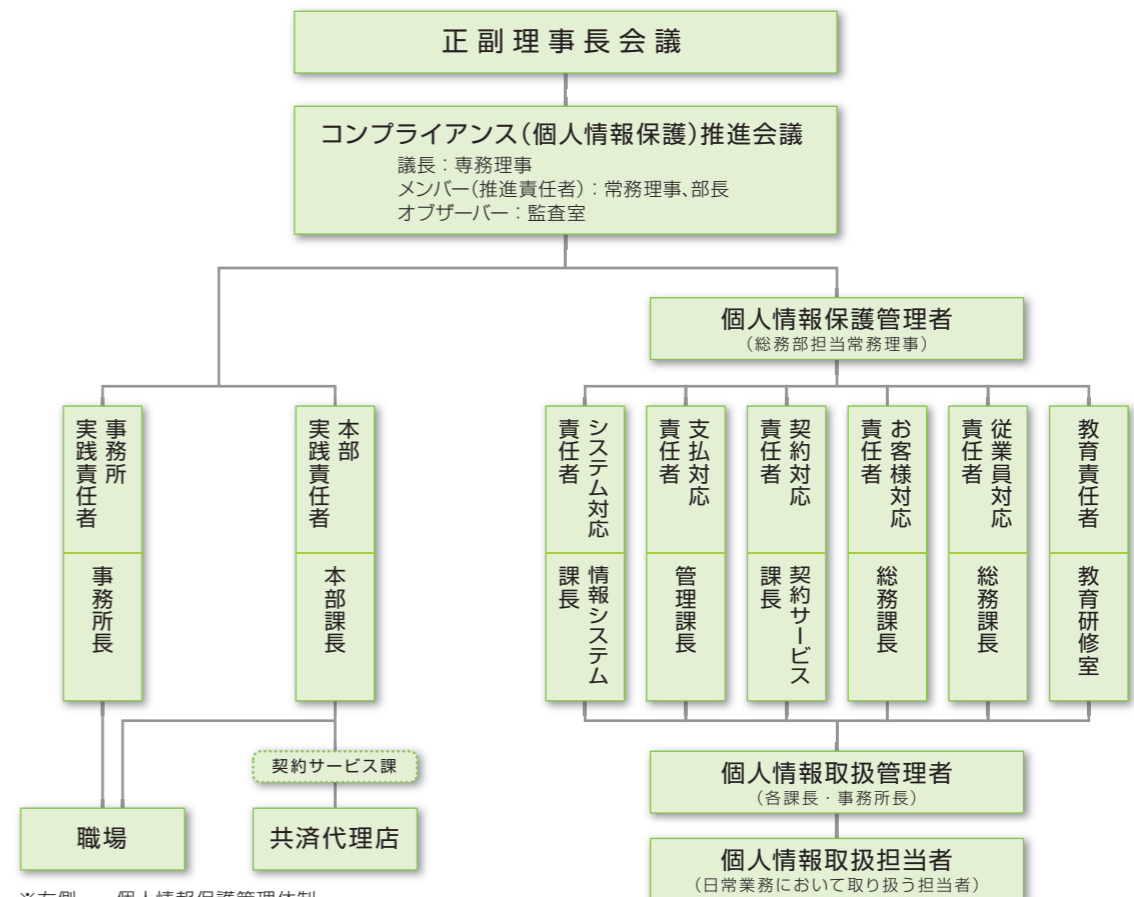 正副理事長会議
コンプライアンス（個人情報保護）推進会議
議長：専務理事
メンバー（推進責任者）：常務理事、部長
オブザーバー：監査室
個人情報保護管理者
（総務部担当常務理事）
事務所
実践責任者
事務所長
本部
実践責任者
本部課長
システム対応
責任者
情報システム
課長
支払対応
責任者
管理課長
契約対応
責任者
契約サービス
課長
お客様対応
責任者
総務課長
従業員対応
責任者
総務課長
教育責任者
教育研修室
契約サービス課
職場
共済代理店
個人情報取扱管理者
（各課長・事務所長）
個人情報取扱担当者
（日常業務において取り扱う担当者）